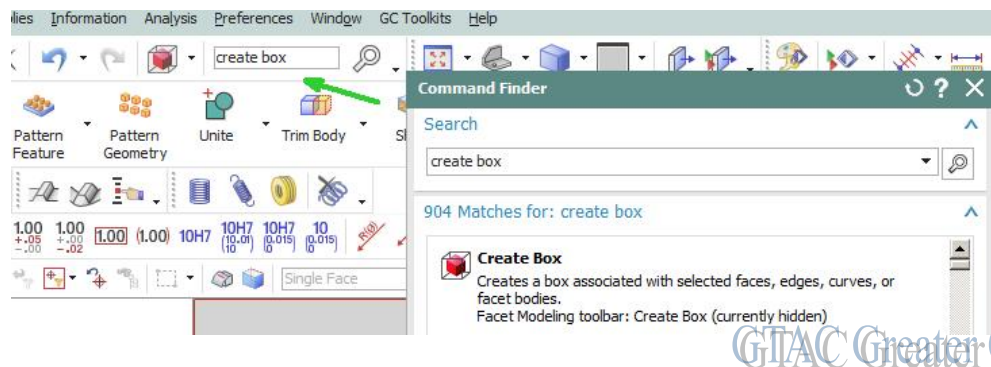 lies Information Analysis Preferences Window GC Toolkits Help
create box
Command Finder
Pattern Feature
Pattern Geometry
Unite
Trim Body
Search
create box
904 Matches for: create box
Create Box
Creates a box associated with selected faces, edges, curves, or
facet bodies.
Facet Modeling toolbar: Create Box (currently hidden)
1.00 +.05 -.00
1.00 +.00 -.02
1.00
(1.00)
10H7
10H7
10H7
10
Single Face
GTAC Greater